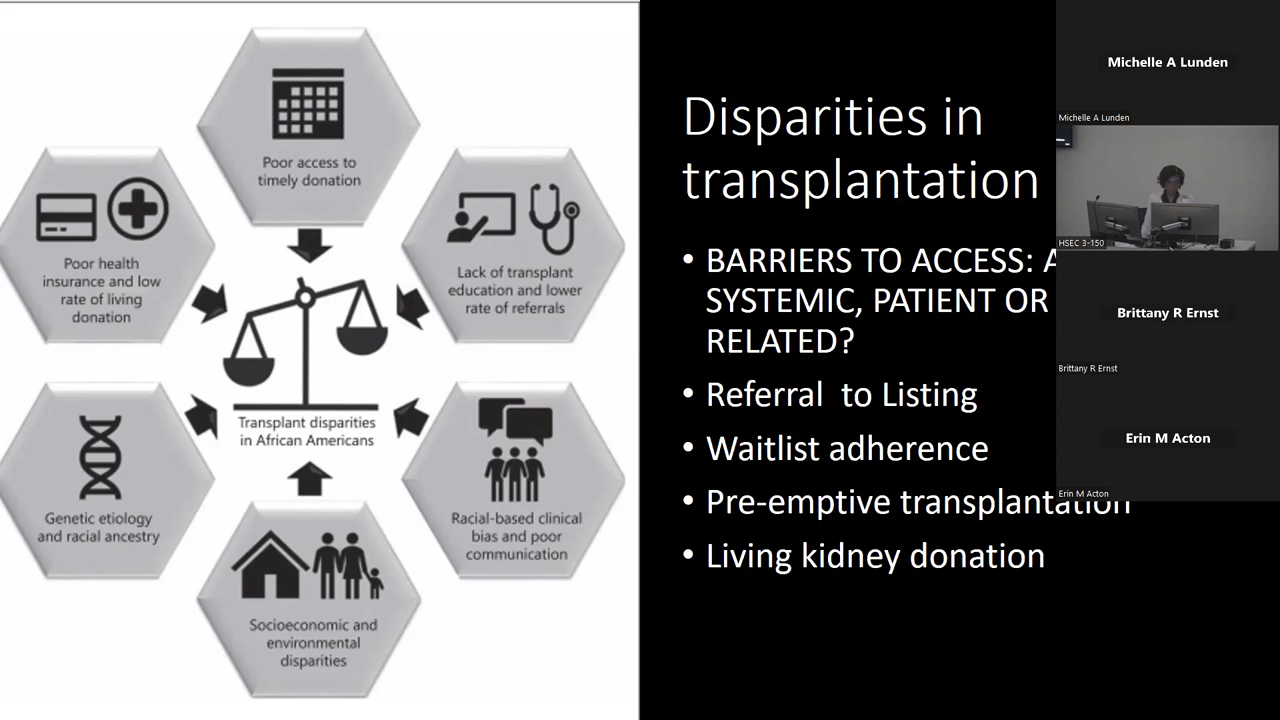 Poor access to
timely donation
Poor health
insurance and low
rate of living
donation
Lack of transplant
education and lower
rate of referrals
Transplant disparities
in African Americans
Genetic etiology
and racial ancestry
Racial-based clinical
bias and poor
communication
Socioeconomic and
environmental
disparities
Disparities in
transplantation
• BARRIERS TO ACCESS:
SYSTEMIC, PATIENT OR
RELATED?
• Referral to Listing
• Waitlist adherence
• Pre-emptive transplantation
• Living kidney donation
Michelle A Lunden
Michelle A Lunden
HSEC 3-150
Brittany R Ernst
Brittany R Ernst
Erin M Acton
Erin M Acton